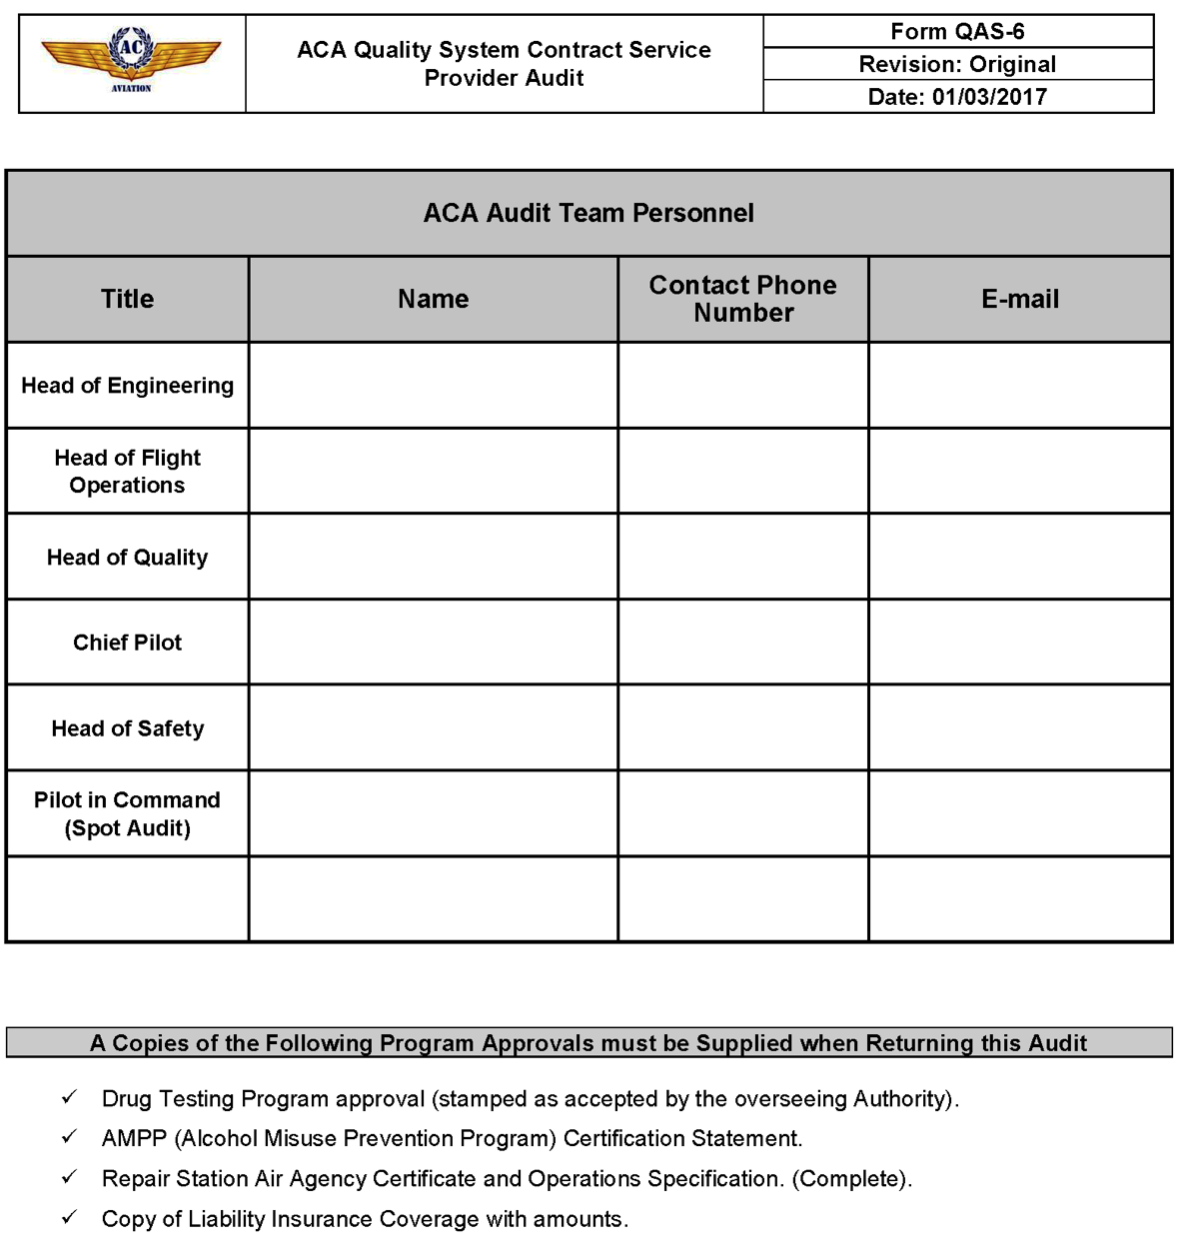 AC
AVIATION
ACA Quality System Contract Service
Provider Audit
Form QAS-6
Revision: Original
Date: 01/03/2017
ACA Audit Team Personnel
Title
Name
Contact Phone
Number
E-mail
Head of Engineering
Head of Flight
Operations
Head of Quality
Chief Pilot
Head of Safety
Pilot in Command
(Spot Audit)
A Copies of the Following Program Approvals must be Supplied when Returning this Audit
✓ Drug Testing Program approval (stamped as accepted by the overseeing Authority).
✓ AMPP (Alcohol Misuse Prevention Program) Certification Statement.
✓ Repair Station Air Agency Certificate and Operations Specification. (Complete).
✓ Copy of Liability Insurance Coverage with amounts.